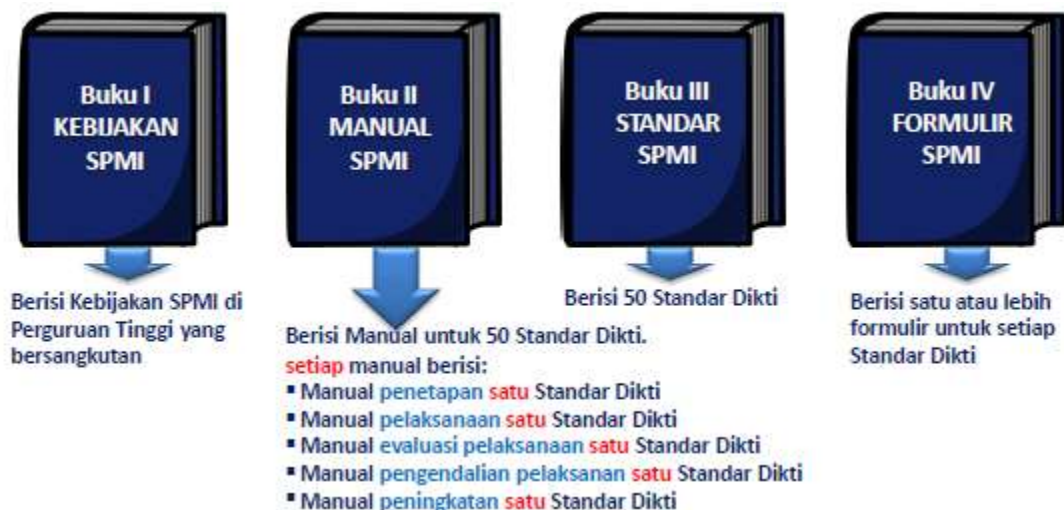 Buku I
KEBIJAKAN
SPMI
Buku II
MANUAL
SPMI
Buku III
STANDAR
SPMI
Buku IV
FORMULIR
SPMI
Berisi Kebijakan SPMI di
Perguruan Tinggi yang
bersangkutan
Berisi Manual untuk 50 Standar Dikti.
setiap manual berisi:
▪ Manual penetapan satu Standar Dikti
▪ Manual pelaksanaan satu Standar Dikti
▪ Manual evaluasi pelaksanaan satu Standar Dikti
▪ Manual pengendalian pelaksanan satu Standar Dikti
▪ Manual peningkatan satu Standar Dikti
Berisi 50 Standar Dikti
Berisi satu atau lebih
formulir untuk setiap
Standar Dikti